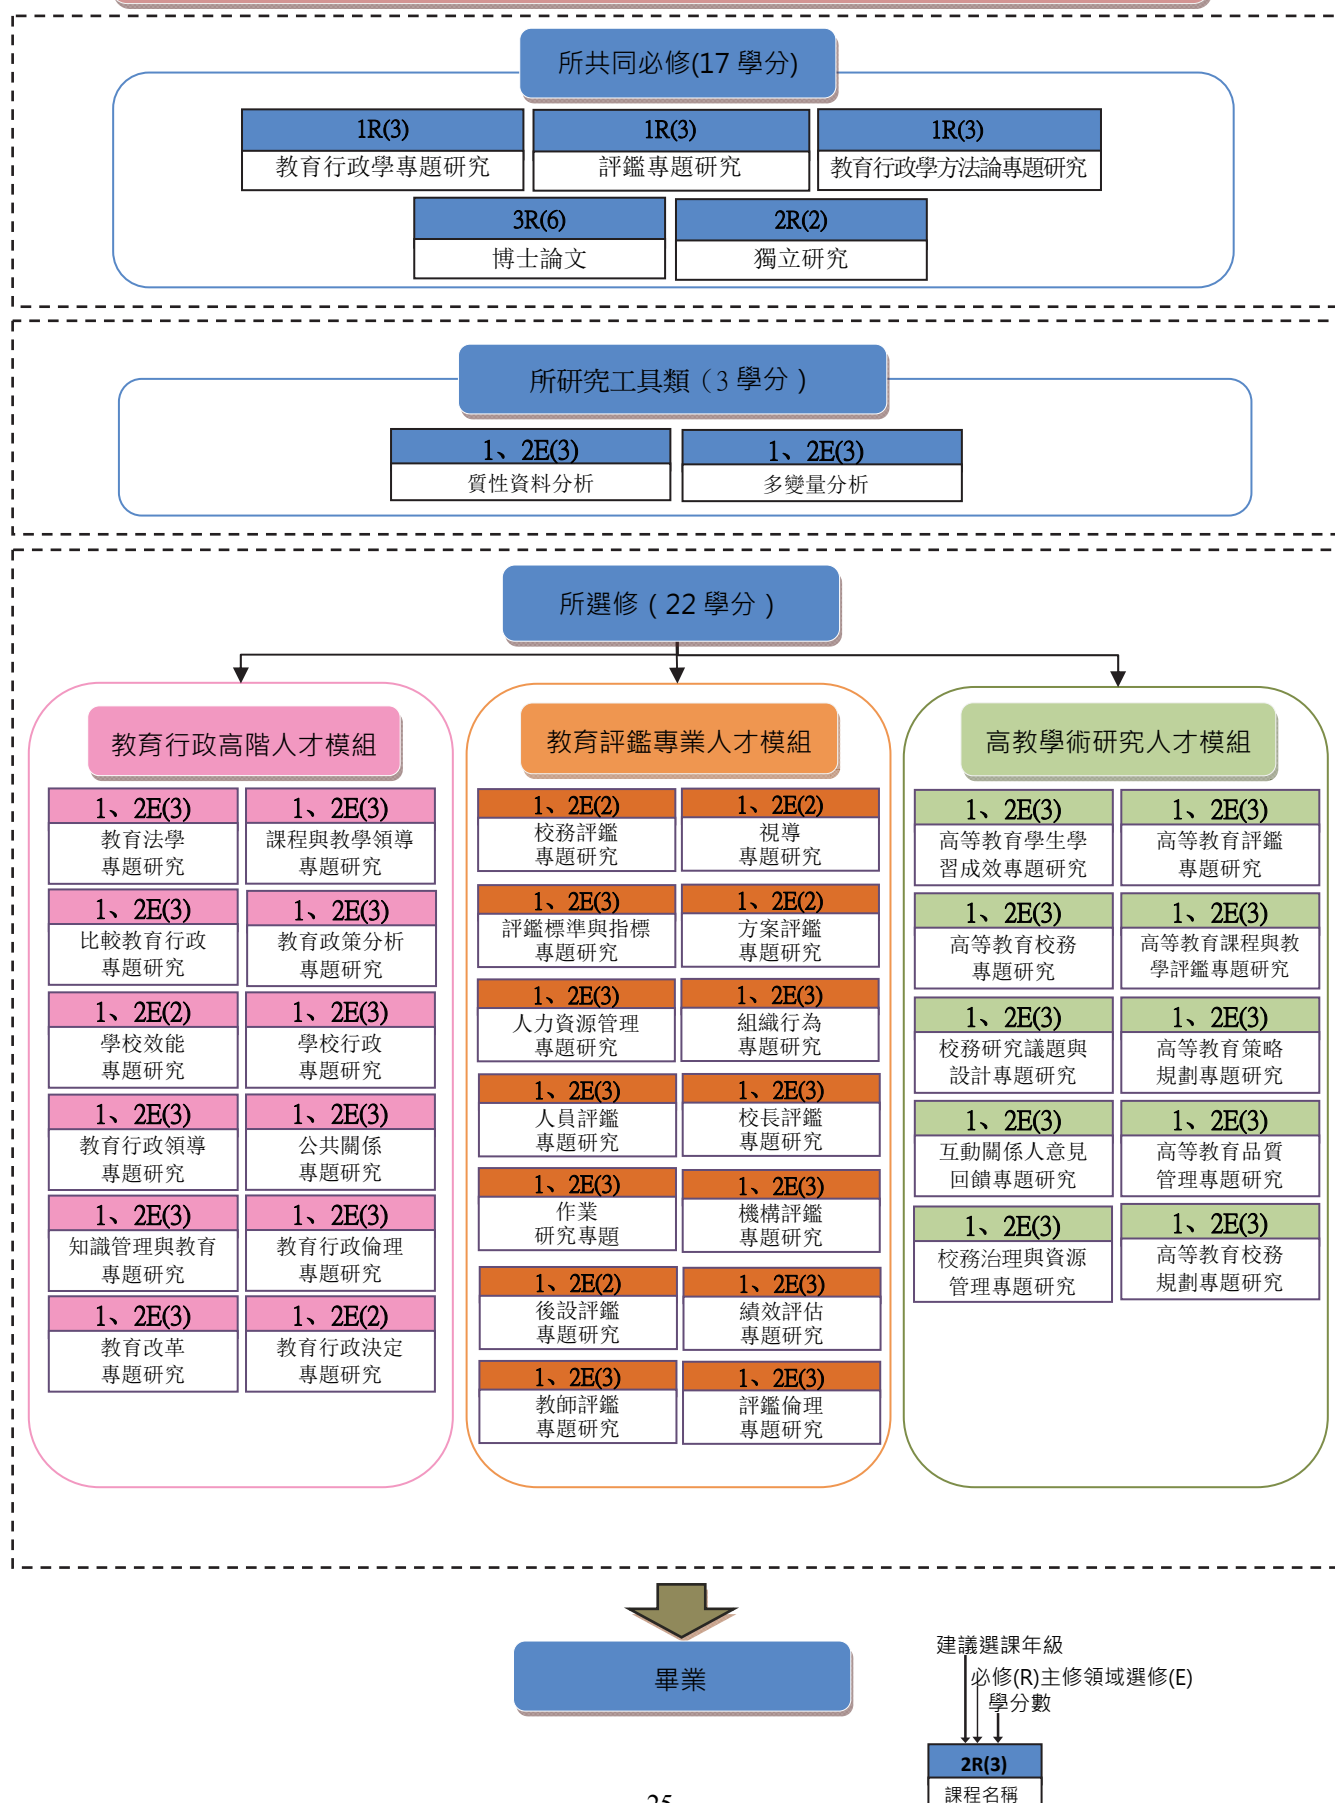 所共同必修(17 學分)
1R(3)
教育行政學專題研究
1R(3)
評鑑專題研究
1R(3)
教育行政學方法論專題研究
3R(6)
博士論文
2R(2)
獨立研究
所研究工具類（3 學分）
1、2E(3)
質性資料分析
1、2E(3)
多變量分析
所選修（22 學分）
教育行政高階人才模組
1、2E(3)
教育法學
專題研究
1、2E(3)
課程與教學領導
專題研究
1、2E(3)
比較教育行政
專題研究
1、2E(3)
教育政策分析
專題研究
1、2E(2)
學校效能
專題研究
1、2E(3)
學校行政
專題研究
1、2E(3)
教育行政領導
專題研究
1、2E(3)
公共關係
專題研究
1、2E(3)
知識管理與教育
專題研究
1、2E(3)
教育行政倫理
專題研究
1、2E(3)
教育改革
專題研究
1、2E(2)
教育行政決定
專題研究
教育評鑑專業人才模組
1、2E(2)
校務評鑑
專題研究
1、2E(2)
視導
專題研究
1、2E(3)
評鑑標準與指標
專題研究
1、2E(2)
方案評鑑
專題研究
1、2E(3)
人力資源管理
專題研究
1、2E(3)
組織行為
專題研究
1、2E(3)
人員評鑑
專題研究
1、2E(3)
校長評鑑
專題研究
1、2E(3)
作業
研究專題
1、2E(3)
機構評鑑
專題研究
1、2E(2)
後設評鑑
專題研究
1、2E(3)
績效評估
專題研究
1、2E(3)
教師評鑑
專題研究
1、2E(3)
評鑑倫理
專題研究
高教學術研究人才模組
1、2E(3)
高等教育學生學
習成效專題研究
1、2E(3)
高等教育評鑑
專題研究
1、2E(3)
高等教育校務
專題研究
1、2E(3)
高等教育課程與教
學評鑑專題研究
1、2E(3)
校務研究議題與
設計專題研究
1、2E(3)
高等教育策略
規劃專題研究
1、2E(3)
互動關係人意見
回饋專題研究
1、2E(3)
高等教育品質
管理專題研究
1、2E(3)
校務治理與資源
管理專題研究
1、2E(3)
高等教育校務
規劃專題研究
畢業
建議選課年級
必修(R)主修領域選修(E)
學分數
2R(3)
課程名稱
25